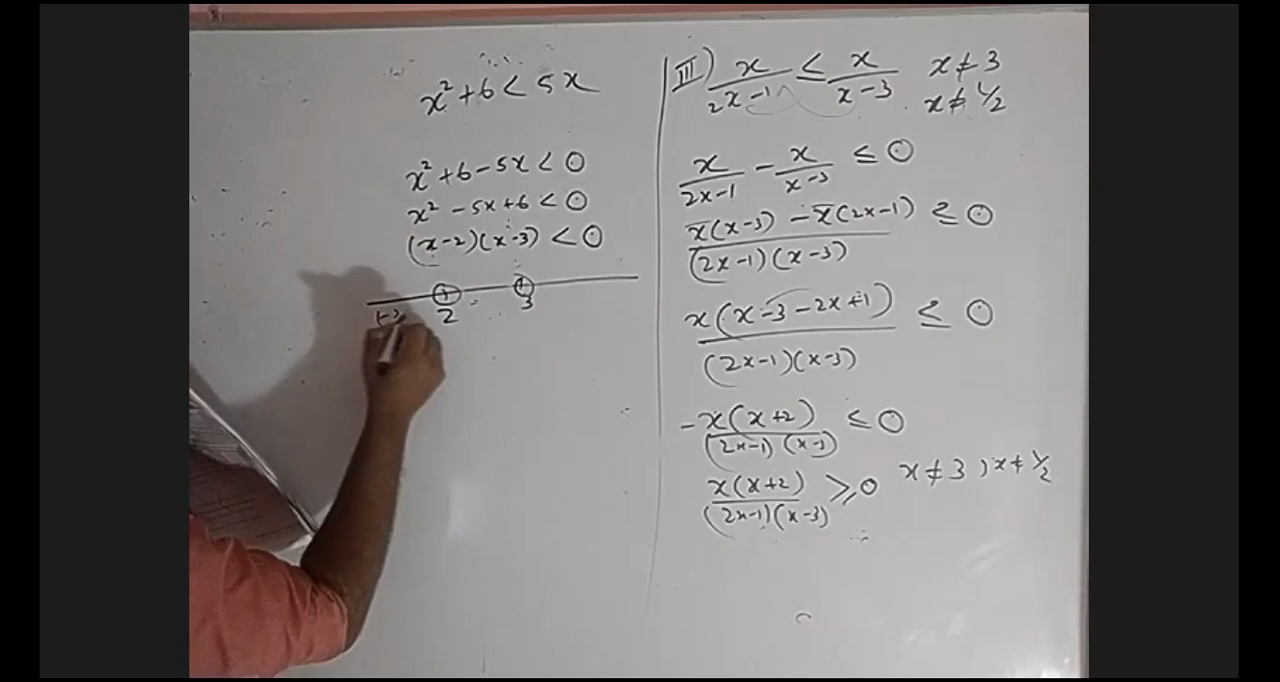 x² + 6 < 5x
x² + 6 - 5x < 0
x² - 5x + 6 < 0
(x-2)(x-3) < 0
2 3
III) x/(2x-1) ≤ x/(x-3) x ≠ 3
x ≠ 1/2
x/(2x-1) - x/(x-3) ≤ 0
(x(x-3) - x(2x-1))/((2x-1)(x-3)) ≤ 0
x(x-3-2x+1)/((2x-1)(x-3)) ≤ 0
-x(x+2)/((2x-1)(x-3)) ≤ 0
x(x+2)/((2x-1)(x-3)) ≥ 0 x ≠ 3, x ≠ 1/2